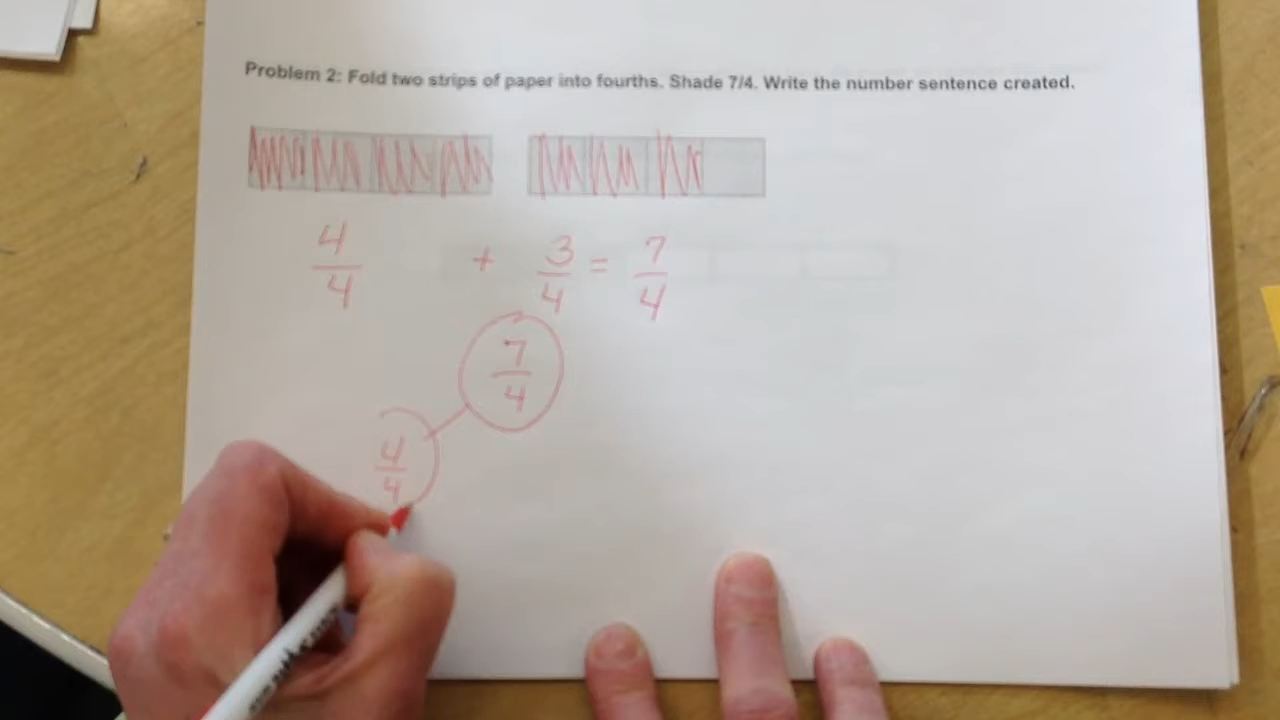 Problem 2: Fold two strips of paper into fourths. Shade 7/4. Write the number sentence created.
4/4 + 3/4 = 7/4
7/4
4/4